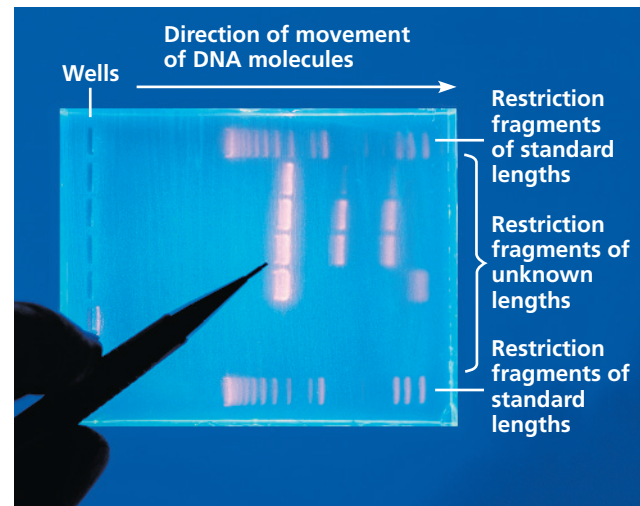 Direction of movement
of DNA molecules
Wells
Restriction
fragments
of standard
lengths
Restriction
fragments of
unknown
lengths
Restriction
fragments of
standard
lengths